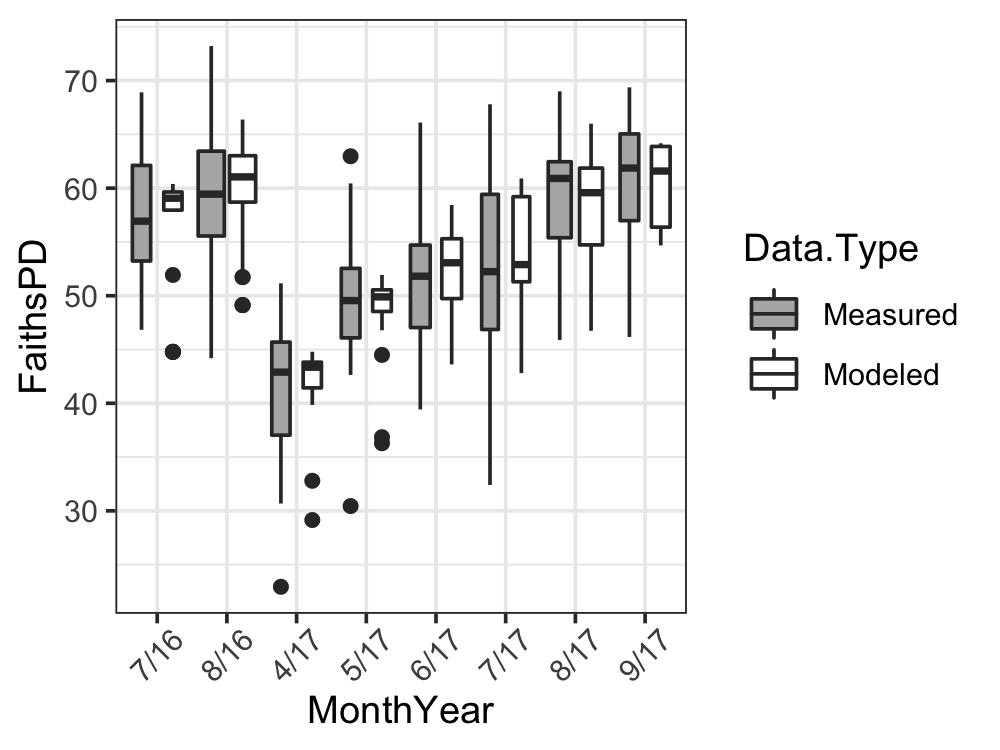 70
60
50
40
30
FaithsPD
7/16
8/16
4/17
5/17
6/17
7/17
8/17
9/17
MonthYear
Data.Type
Measured
Modeled